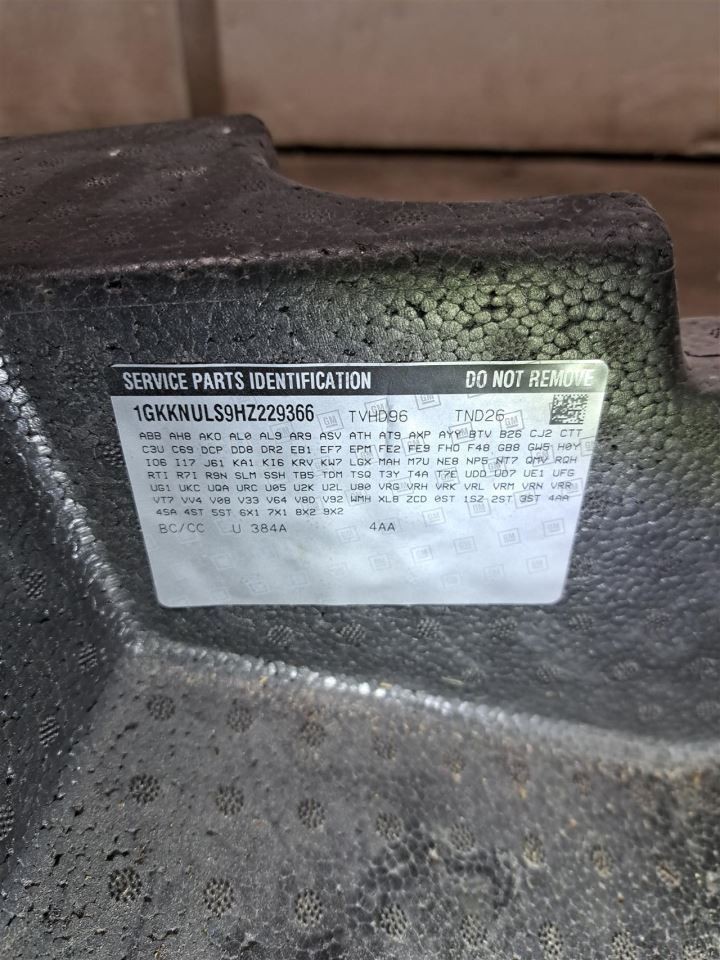 SERVICE PARTS IDENTIFICATION DO NOT REMOVE
1GKKNULS9HZ229366 TVHD96 TND26
ABB AH8 AKO AL0 AL9 AR9 ASV ATH AT9 AXP AYY BTV B26 CJ2 CTT
C3U C69 DCP DD8 DR2 EB1 EF7 EPM FE2 FE9 FHO F48 GB8 GW5 H0Y
IO6 I17 J61 KA1 KI6 KRV KW7 LGX MAH M7U NE8 NP5 NT7 QMV RQH
RTI R7I R9N SLM SSH TB5 TDM TSQ T3Y T4A T7E UDD UD7 UE1 UFG
UG1 UKC UQA URC U05 U2K U2L U80 VRG VRH VRK VRL VRM VRN VRR
VT7 VV4 V08 V33 V64 V8D V92 WMH XL8 ZCD 0ST 1SZ 2ST 3ST 4AA
4SA 4ST 5ST 6X1 7X1 8X2 9X2
BC/CC U 384A 4AA